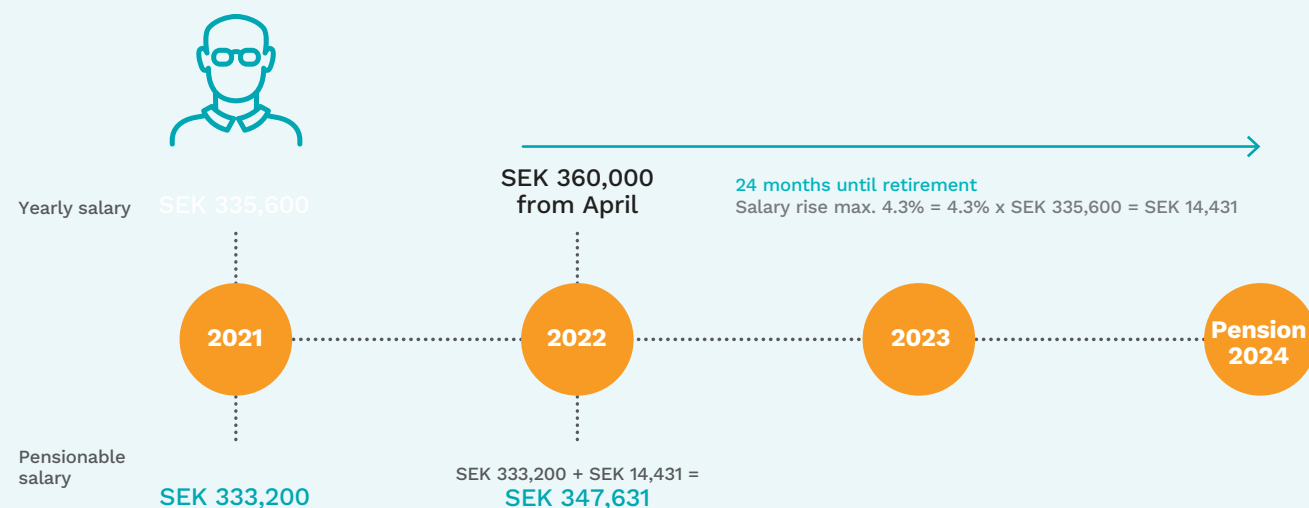 Yearly salary
SEK 335,600
SEK 360,000
from April
24 months until retirement
Salary rise max. 4.3% = 4.3% x SEK 335,600 = SEK 14,431
2021
2022
2023
Pension
2024
Pensionable
salary
SEK 333,200
SEK 333,200 + SEK 14,431 =
SEK 347,631